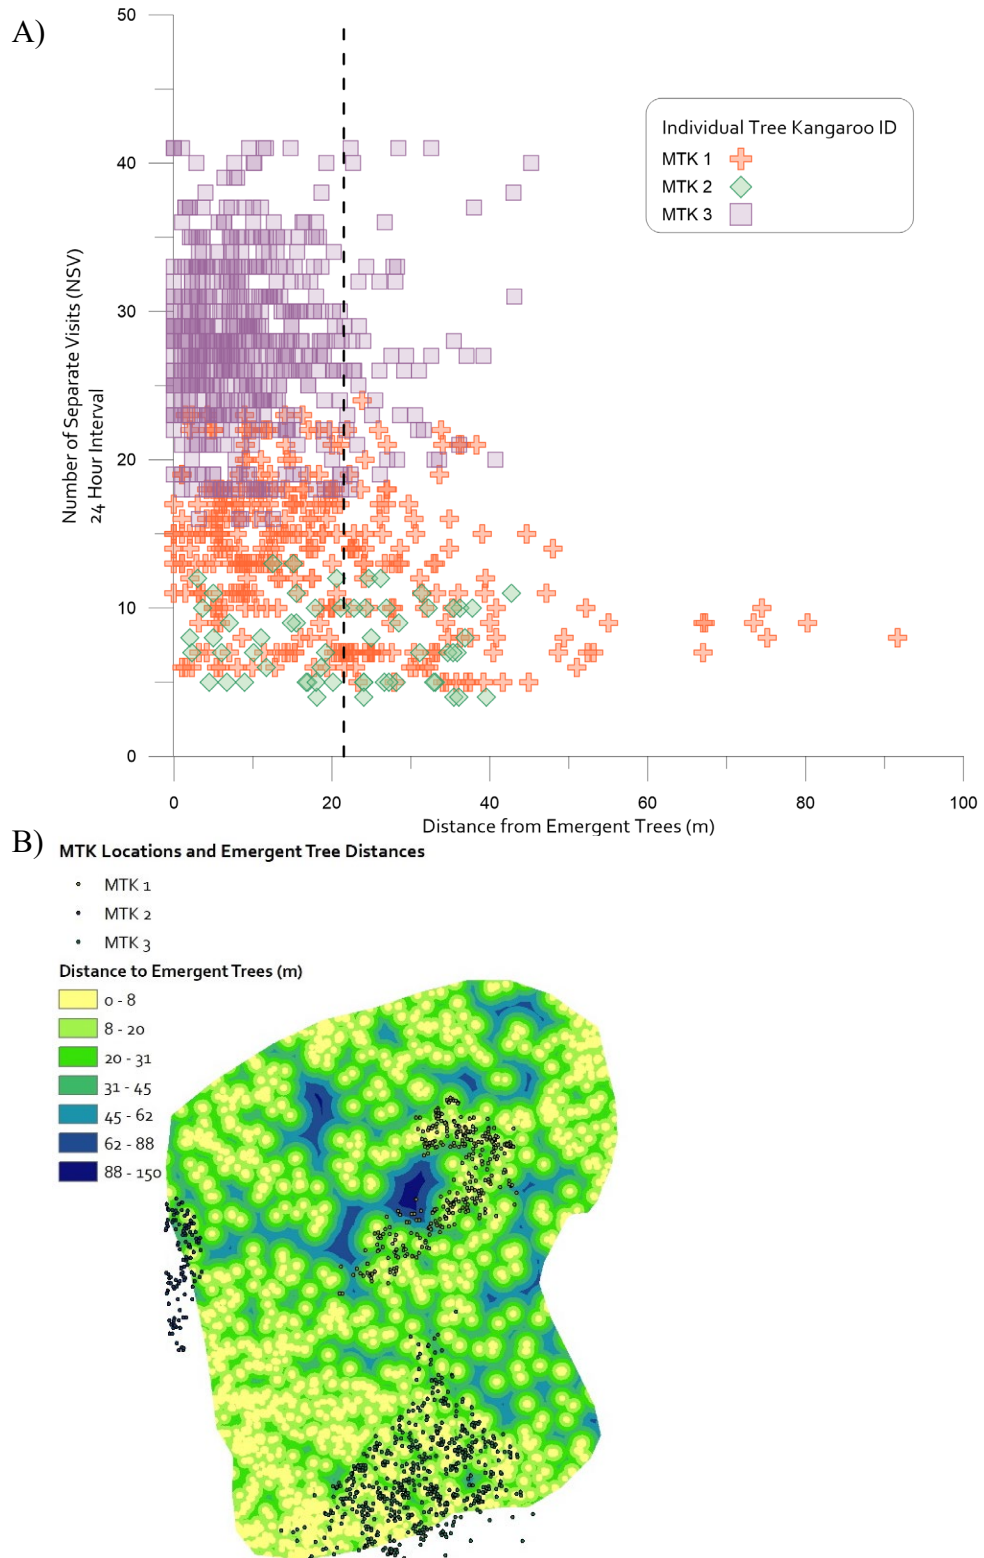 A)
50
40
30
20
10
0
Number of Separate Visits (NSV)
24 Hour Interval
Individual Tree Kangaroo ID
MTK 1
MTK 2
MTK 3
0 20 40 60 80 100
Distance from Emergent Trees (m)
B)
MTK Locations and Emergent Tree Distances
MTK 1
MTK 2
MTK 3
Distance to Emergent Trees (m)
0 - 8
8 - 20
20 - 31
31 - 45
45 - 62
62 - 88
88 - 150